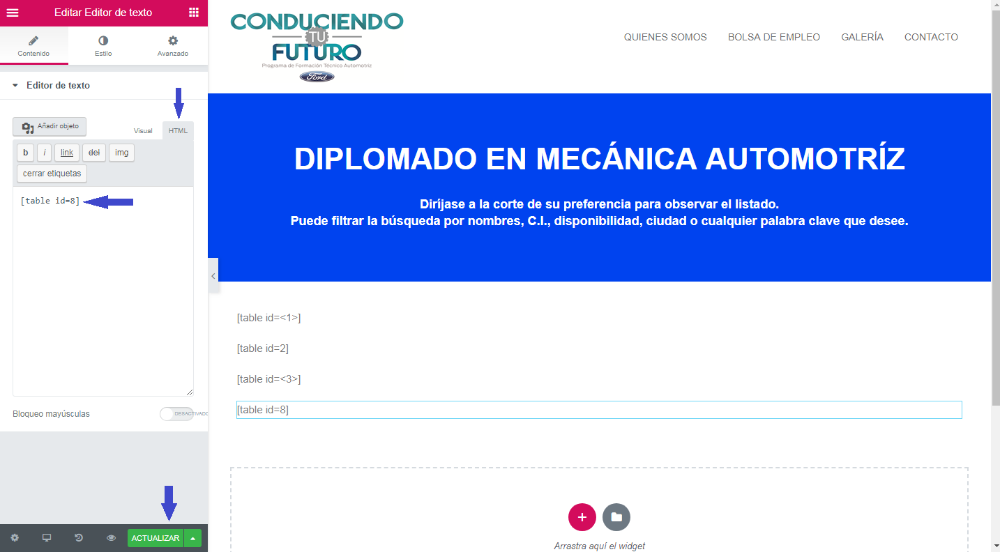 Editar Editor de texto
Contenido
Estilo
Avanzado
Editor de texto
Añadir objeto
Visual
HTML
b
i
link
del
img
cerrar etiquetas
[table id=8]
Bloqueo mayúsculas
DESACTIVADO
ACTUALIZAR
CONDUCIENDO
TU
FUTURO
Programa de Formación Técnico Automotriz
Ford
QUIENES SOMOS
BOLSA DE EMPLEO
GALERÍA
CONTACTO
DIPLOMADO EN MECÁNICA AUTOMOTRÍZ
Diríjase a la corte de su preferencia para observar el listado.
Puede filtrar la búsqueda por nombres, C.I., disponibilidad, ciudad o cualquier palabra clave que desee.
[table id=<1>]
[table id=2]
[table id=<3>]
[table id=8]
Arrastra aquí el widget